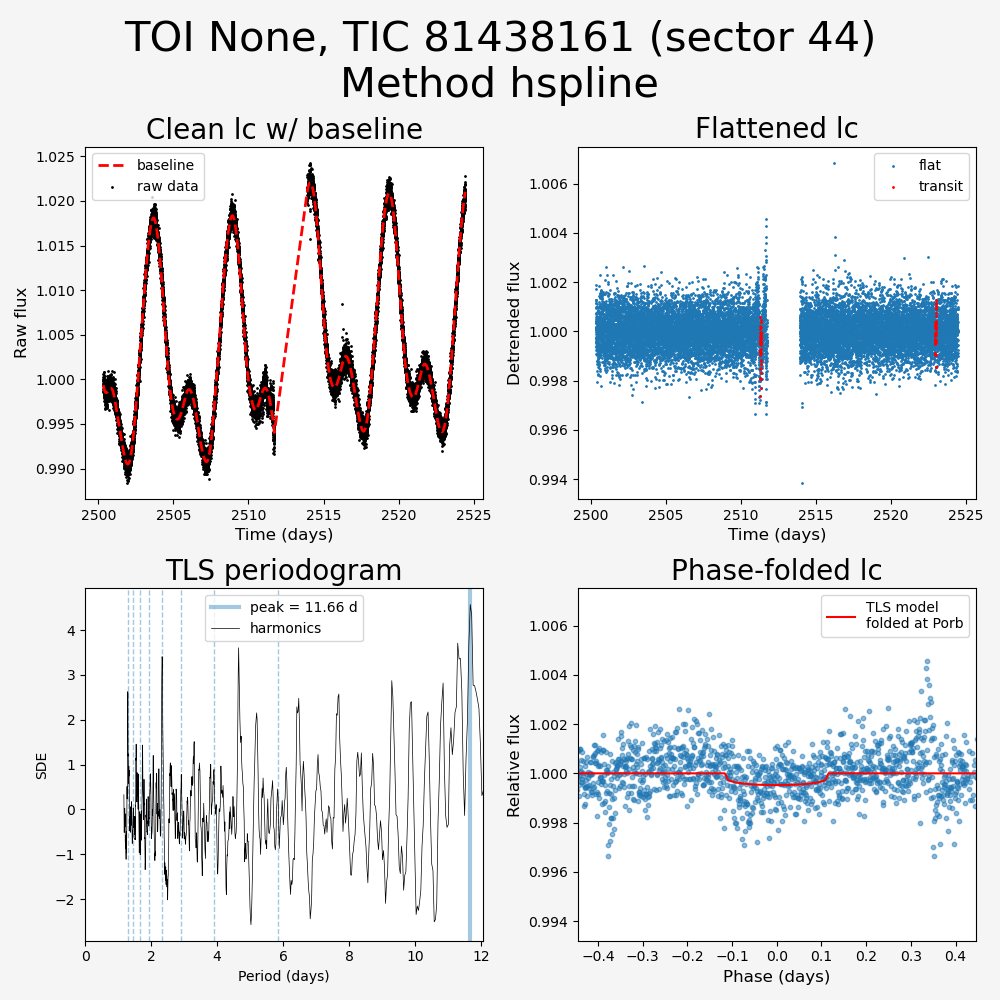 TOI None, TIC 81438161 (sector 44)
Method hspline
Clean lc w/ baseline
baseline
raw data
1.025
1.020
1.015
1.010
1.005
1.000
0.995
0.990
Raw flux
2500
2505
2510
2515
2520
2525
Time (days)
Flattened lc
flat
transit
1.006
1.004
1.002
1.000
0.998
0.996
0.994
Detrended flux
2500
2505
2510
2515
2520
2525
Time (days)
TLS periodogram
peak = 11.66 d
harmonics
4
3
2
1
0
−1
−2
SDE
0
2
4
6
8
10
12
Period (days)
Phase-folded lc
TLS model
folded at Porb
1.006
1.004
1.002
1.000
0.998
0.996
0.994
Relative flux
−0.4
−0.3
−0.2
−0.1
0.0
0.1
0.2
0.3
0.4
Phase (days)